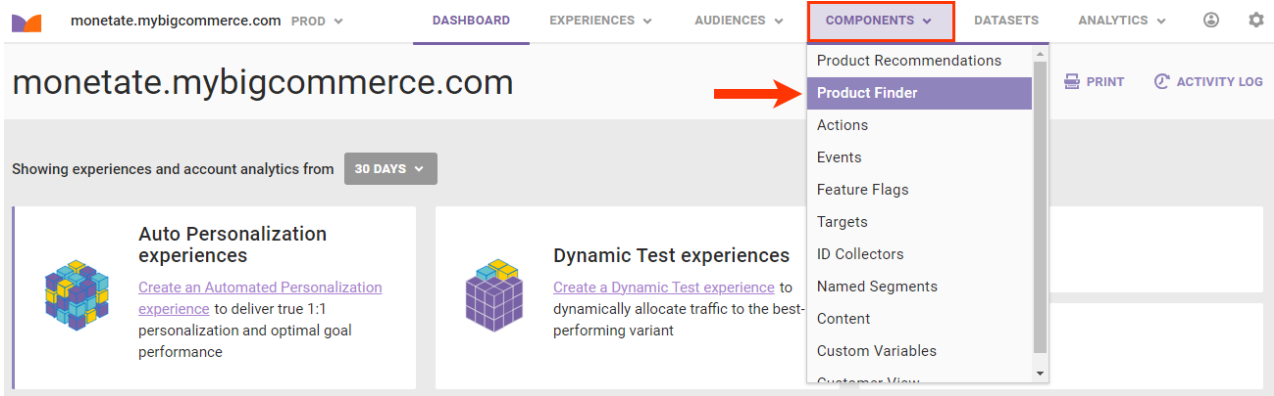 monetate.mybigcommerce.com PROD
DASHBOARD
EXPERIENCES
AUDIENCES
COMPONENTS
DATASETS
ANALYTICS
monetate.mybigcommerce.com
PRINT
ACTIVITY LOG
Product Recommendations
Product Finder
Actions
Events
Feature Flags
Targets
ID Collectors
Named Segments
Content
Custom Variables
Customer View
Showing experiences and account analytics from
30 DAYS
Auto Personalization
experiences
Create an Automated Personalization
experience to deliver true 1:1
personalization and optimal goal
performance
Dynamic Test experiences
Create a Dynamic Test experience to
dynamically allocate traffic to the best-
performing variant